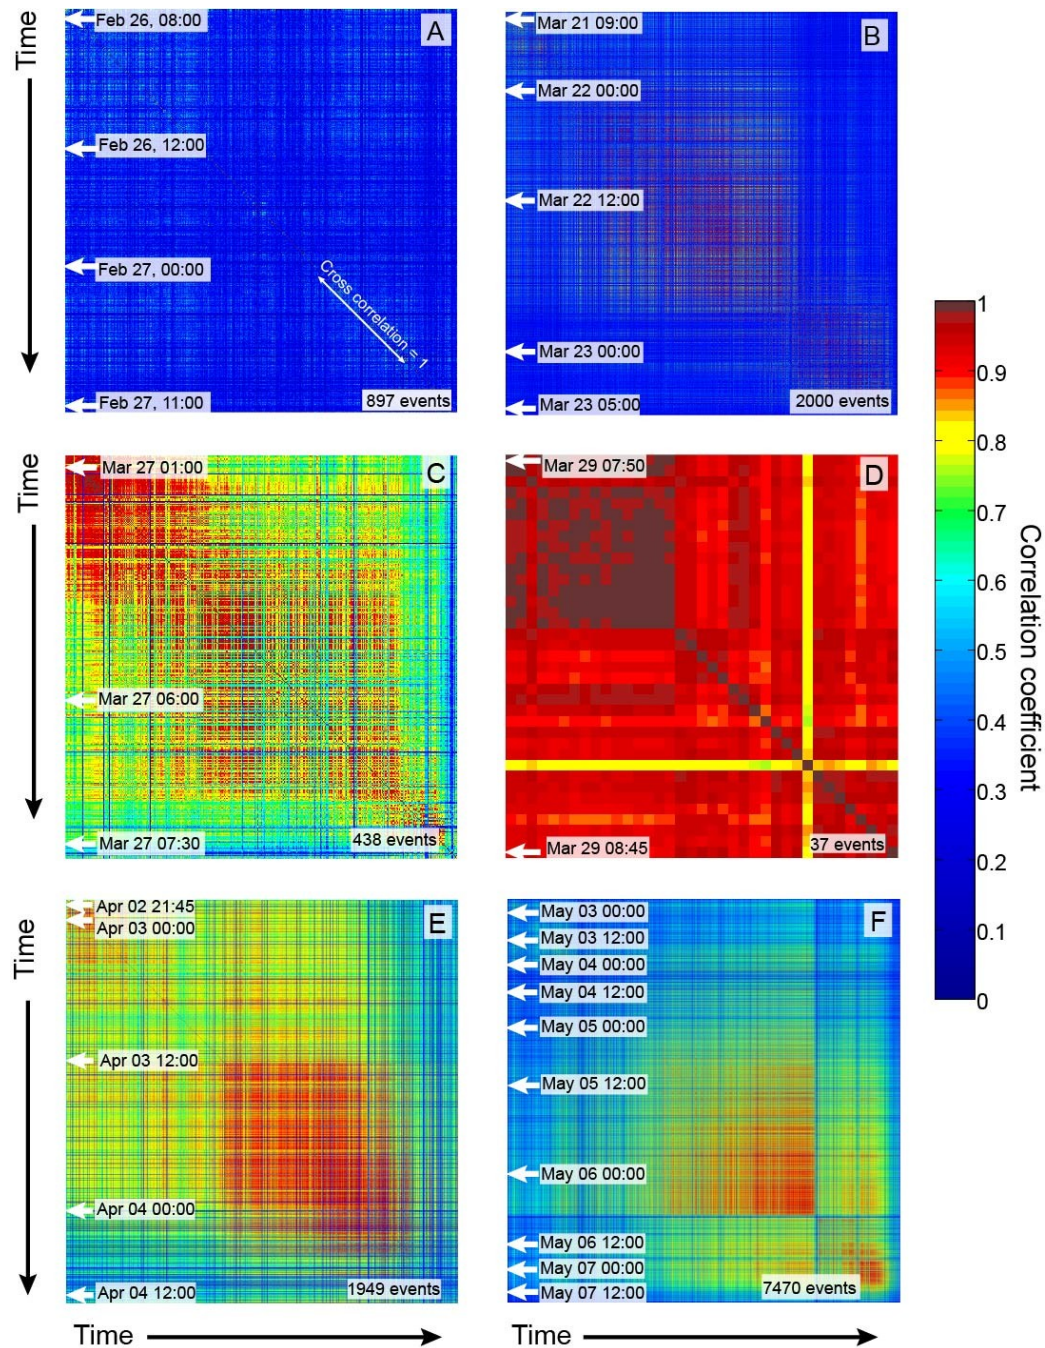 Time
A
Feb 26, 08:00
Feb 26, 12:00
Feb 27, 00:00
Feb 27, 11:00
Cross correlation = 1
897 events
B
Mar 21 09:00
Mar 22 00:00
Mar 22 12:00
Mar 23 00:00
Mar 23 05:00
2000 events
Time
C
Mar 27 01:00
Mar 27 06:00
Mar 27 07:30
438 events
D
Mar 29 07:50
Mar 29 08:45
37 events
Time
E
Apr 02 21:45
Apr 03 00:00
Apr 03 12:00
Apr 04 00:00
Apr 04 12:00
1949 events
F
May 03 00:00
May 03 12:00
May 04 00:00
May 04 12:00
May 05 00:00
May 05 12:00
May 06 00:00
May 06 12:00
May 07 00:00
May 07 12:00
7470 events
1
0.9
0.8
0.7
0.6
0.5
0.4
0.3
0.2
0.1
0
Correlation coefficient
Time
Time